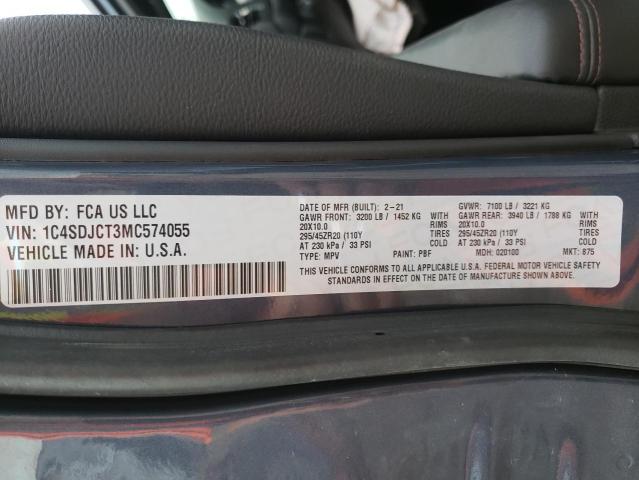 MFD BY: FCA US LLC
VIN: 1C4SDJCT3MC574055
VEHICLE MADE IN: U.S.A.
DATE OF MFR (BUILT): 2-21 GVWR: 7100 LB / 3221 KG
GAWR FRONT: 3200 LB / 1452 KG WITH GAWR REAR: 3940 LB / 1788 KG WITH
20X10.0 RIMS 20X10.0 RIMS
295/45ZR20 (110Y TIRES 295/45ZR20 (110Y TIRES
AT 230 kPa / 33 PSI COLD AT 230 kPa / 33 PSI COLD
TYPE: MPV PAINT: PBF MDH: 020100 MKT: 875
THIS VEHICLE CONFORMS TO ALL APPLICABLE U.S.A. FEDERAL MOTOR VEHICLE SAFETY
STANDARDS IN EFFECT ON THE DATE OF MANUFACTURE SHOWN ABOVE.